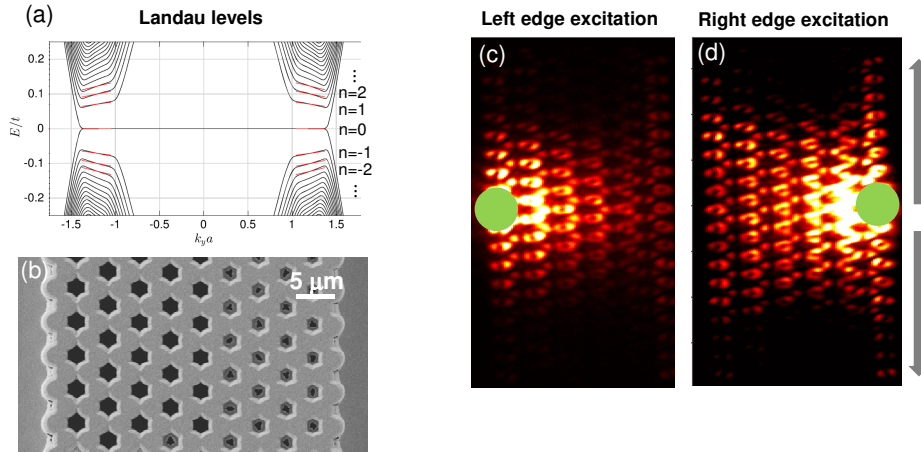 (a)
Landau levels
E/t
0.2
0.1
0
-0.1
-0.2
⋮
n=2
n=1
n=0
n=-1
n=-2
⋮
-1.5 -1 -0.5 0 0.5 1 1.5
k_y a
(b)
5 μm
Left edge excitation
(c)
Right edge excitation
(d)